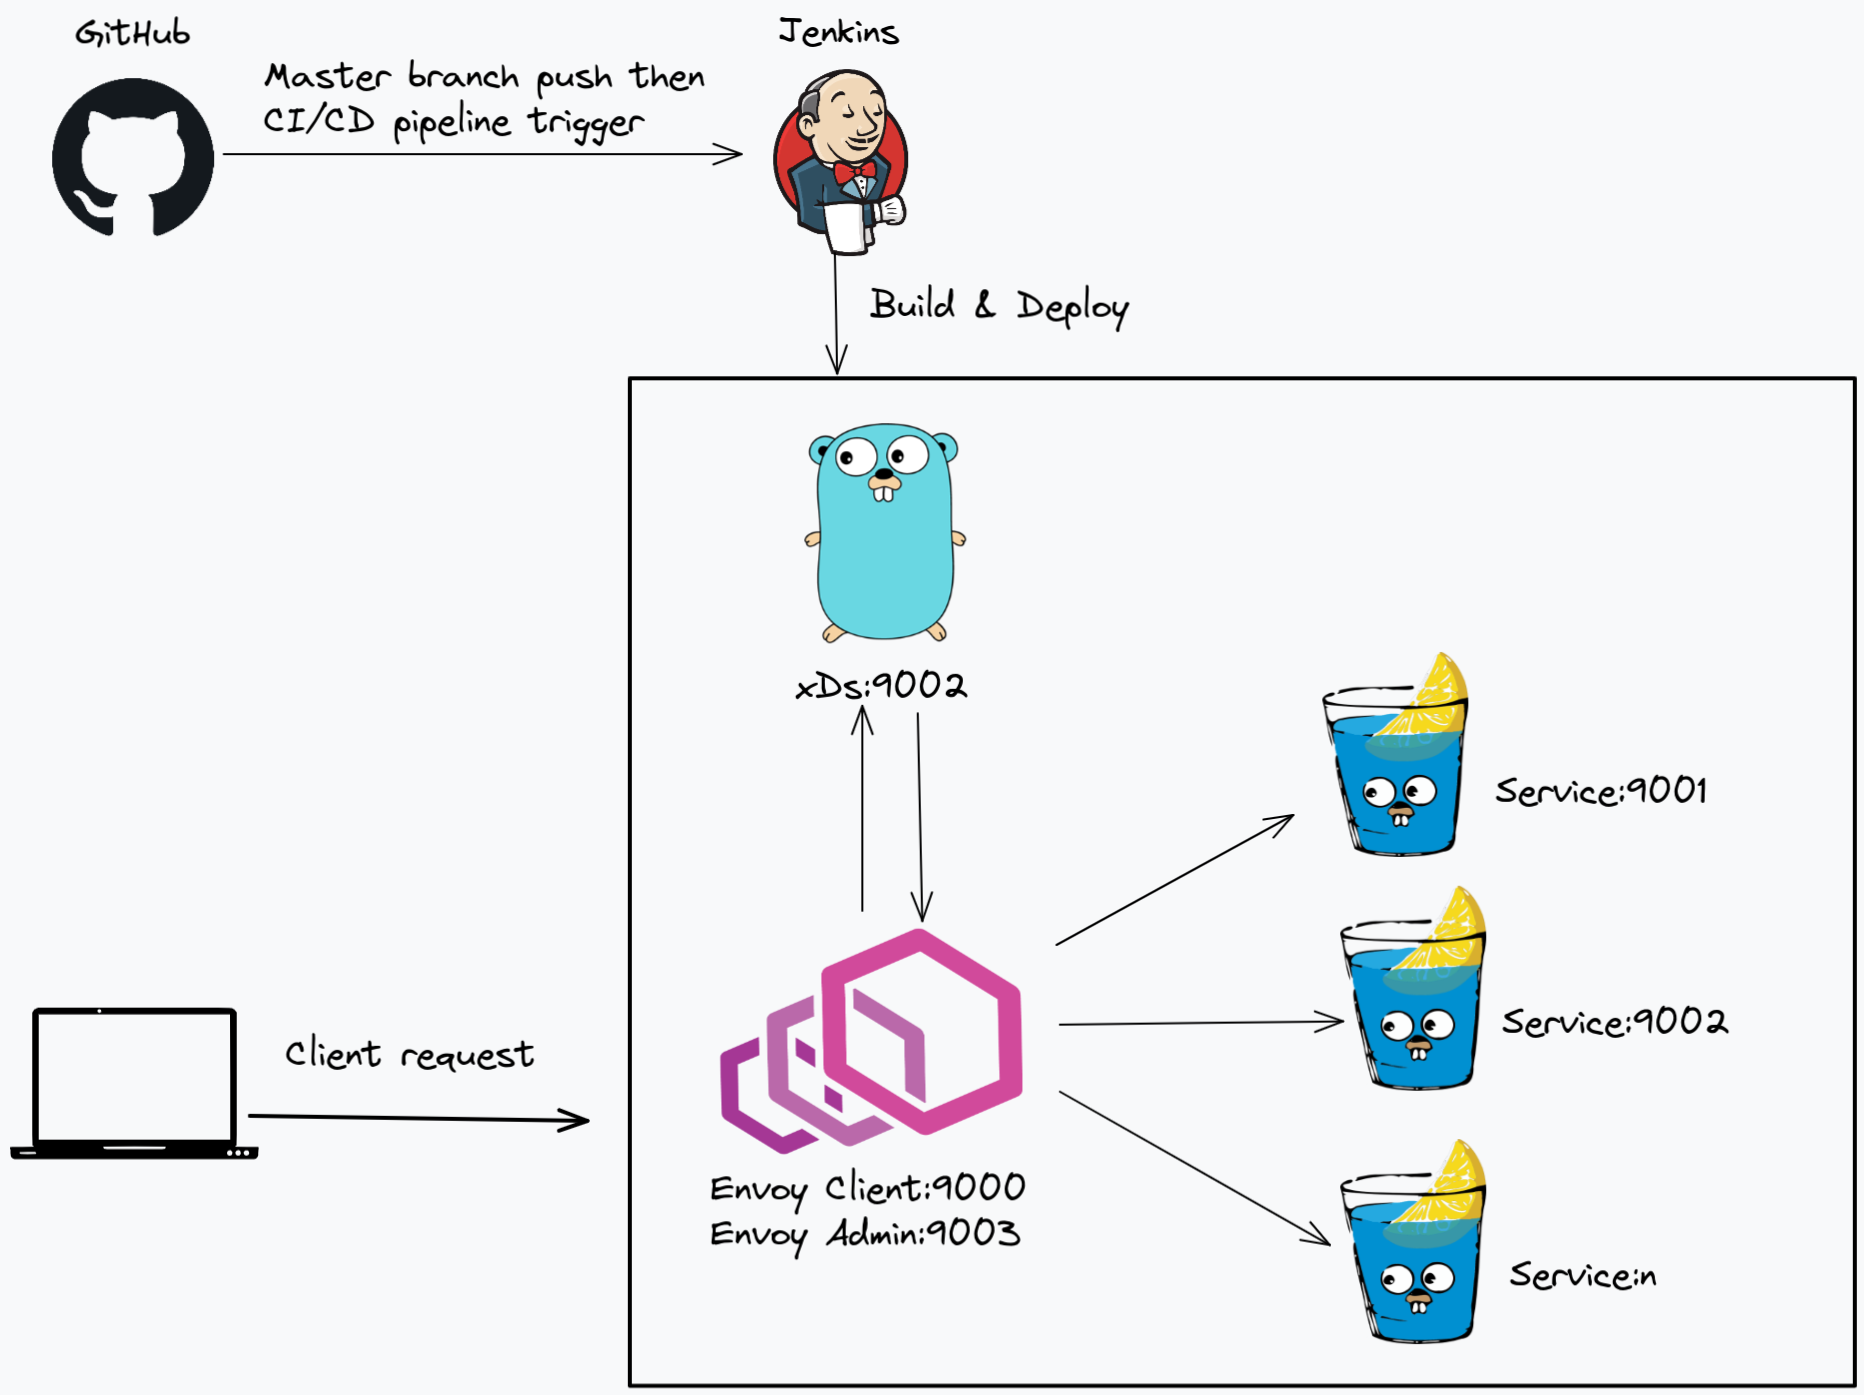 GitHub
Jenkins
Master branch push then
CI/CD pipeline trigger
Build & Deploy
xDs:9002
Service:9001
Service:9002
Client request
Envoy Client:9000
Envoy Admin:9003
Service:n